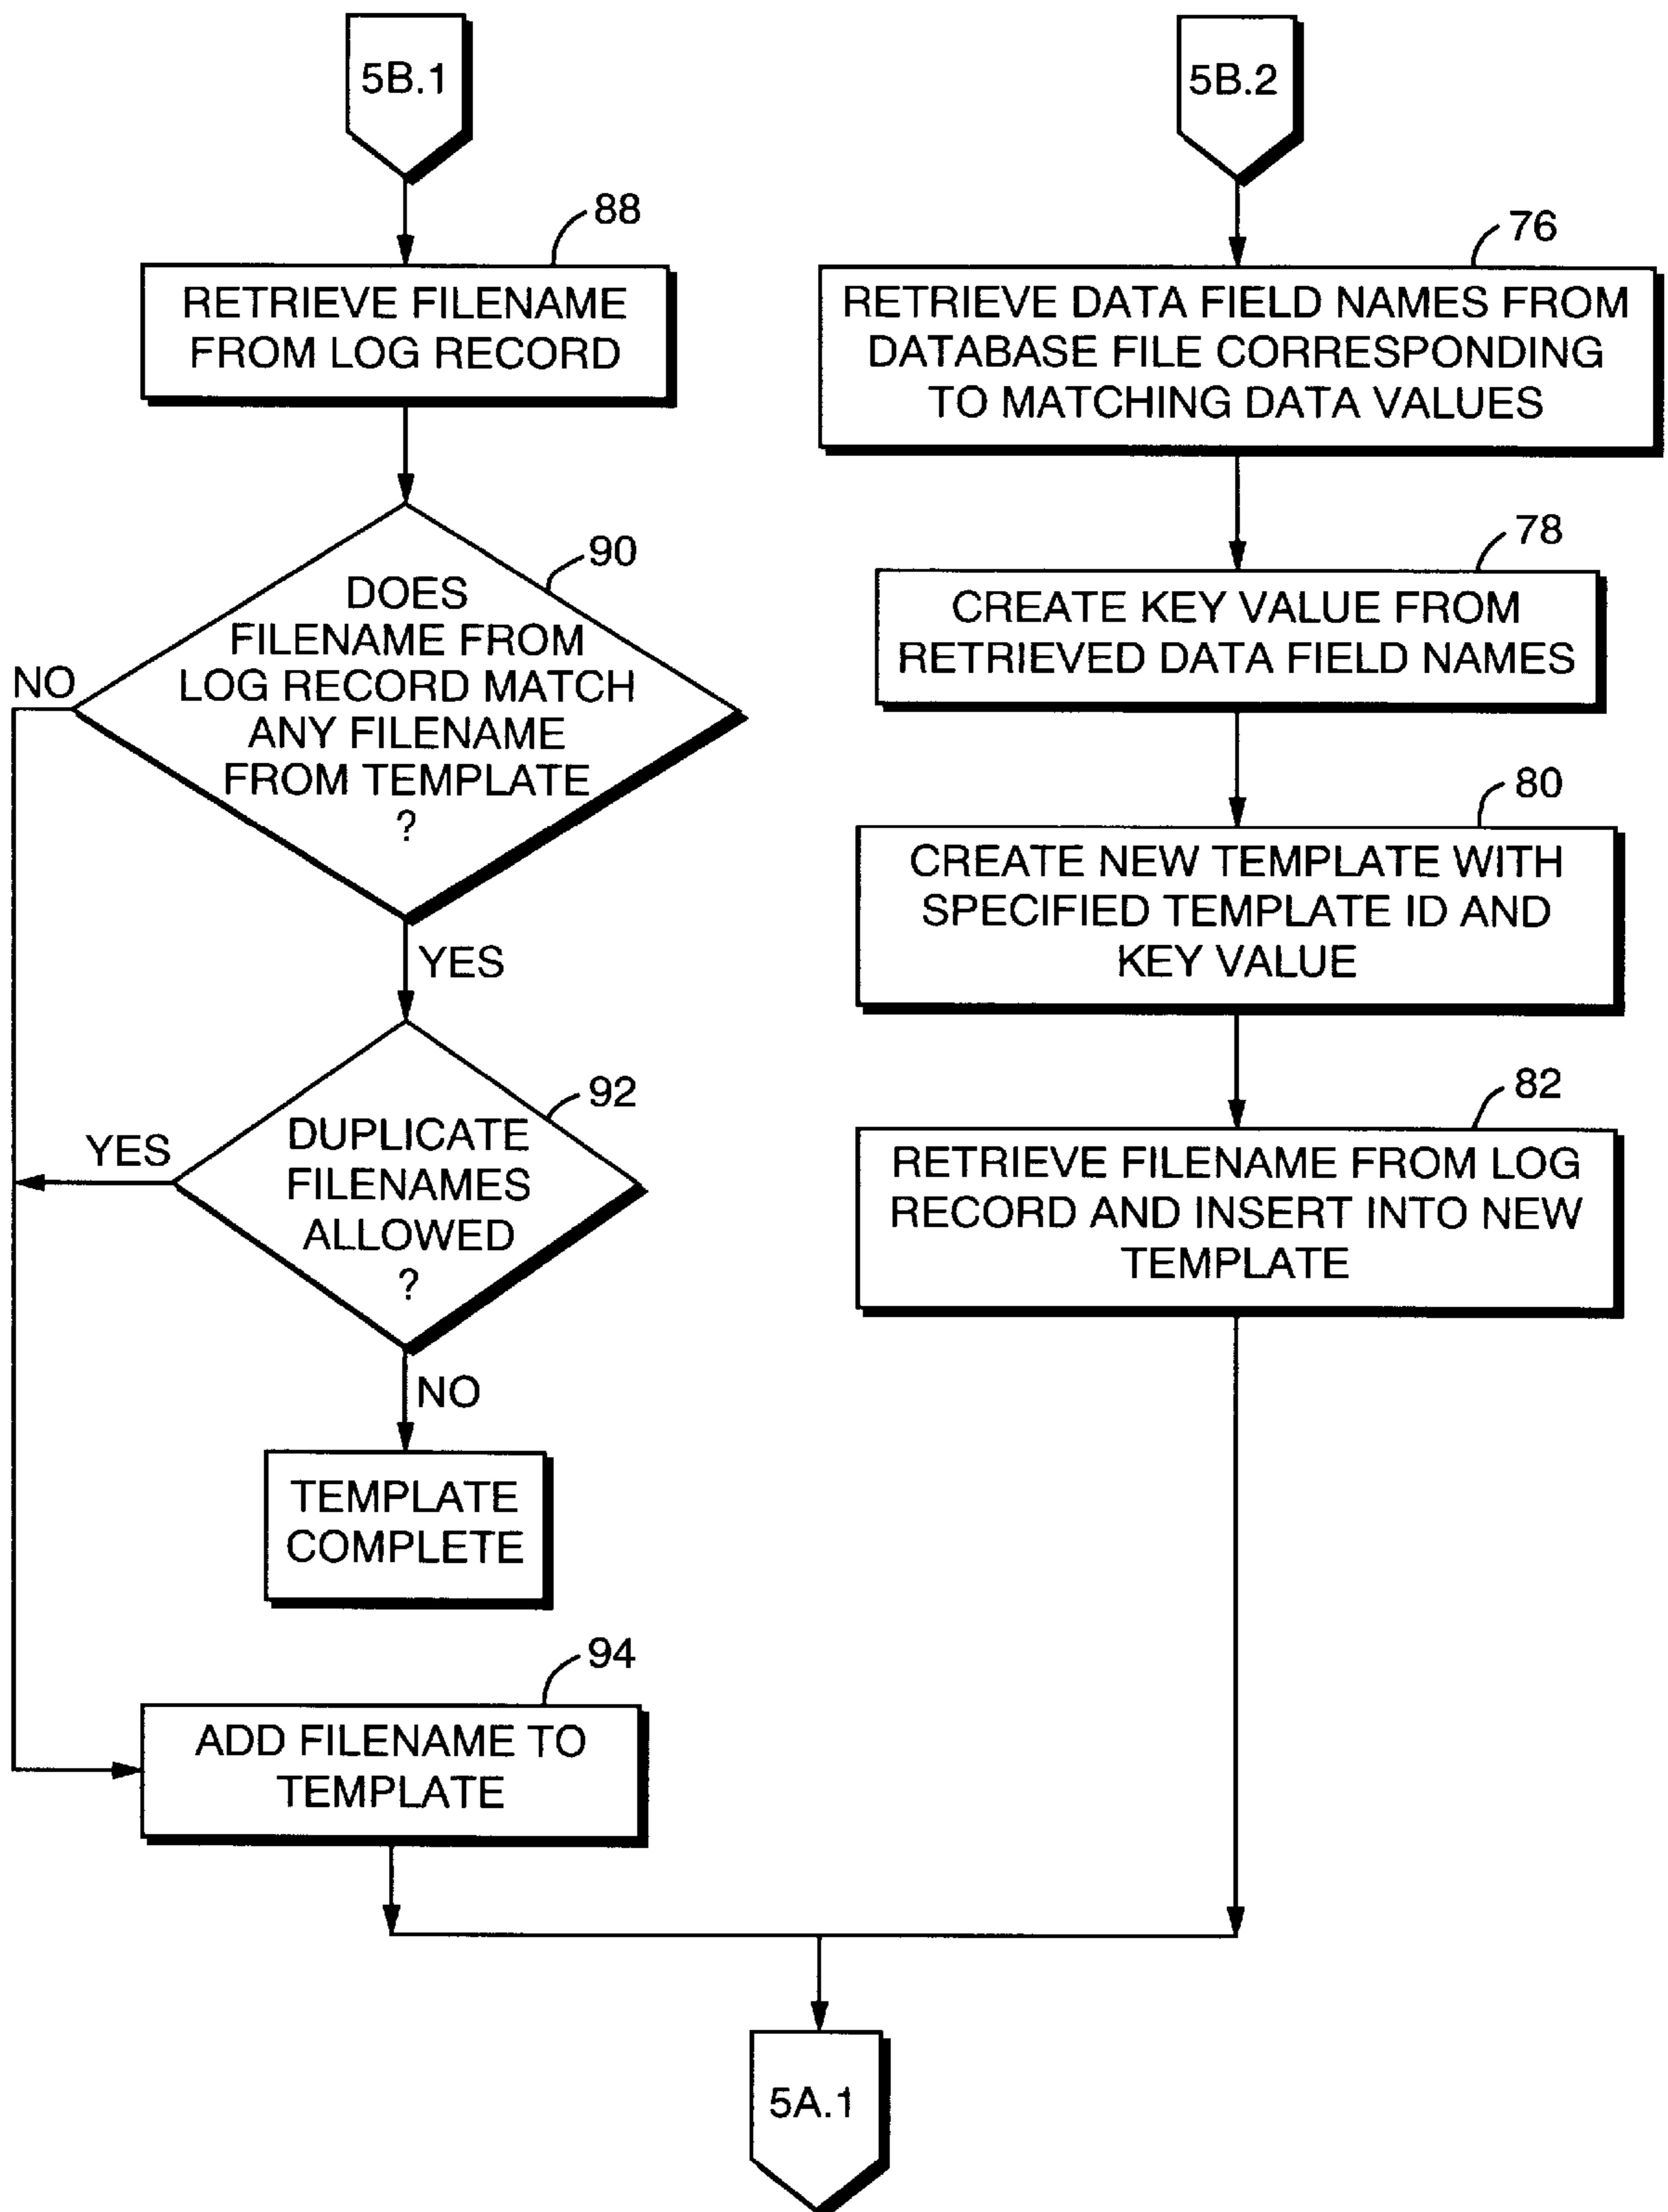 5B.1
88
RETRIEVE FILENAME
FROM LOG RECORD
90
DOES
FILENAME FROM
LOG RECORD MATCH
ANY FILENAME
FROM TEMPLATE
?
NO
YES
92
DUPLICATE
FILENAMES
ALLOWED
?
YES
NO
TEMPLATE
COMPLETE
94
ADD FILENAME TO
TEMPLATE
5B.2
76
RETRIEVE DATA FIELD NAMES FROM
DATABASE FILE CORRESPONDING
TO MATCHING DATA VALUES
78
CREATE KEY VALUE FROM
RETRIEVED DATA FIELD NAMES
80
CREATE NEW TEMPLATE WITH
SPECIFIED TEMPLATE ID AND
KEY VALUE
82
RETRIEVE FILENAME FROM LOG
RECORD AND INSERT INTO NEW
TEMPLATE
5A.1